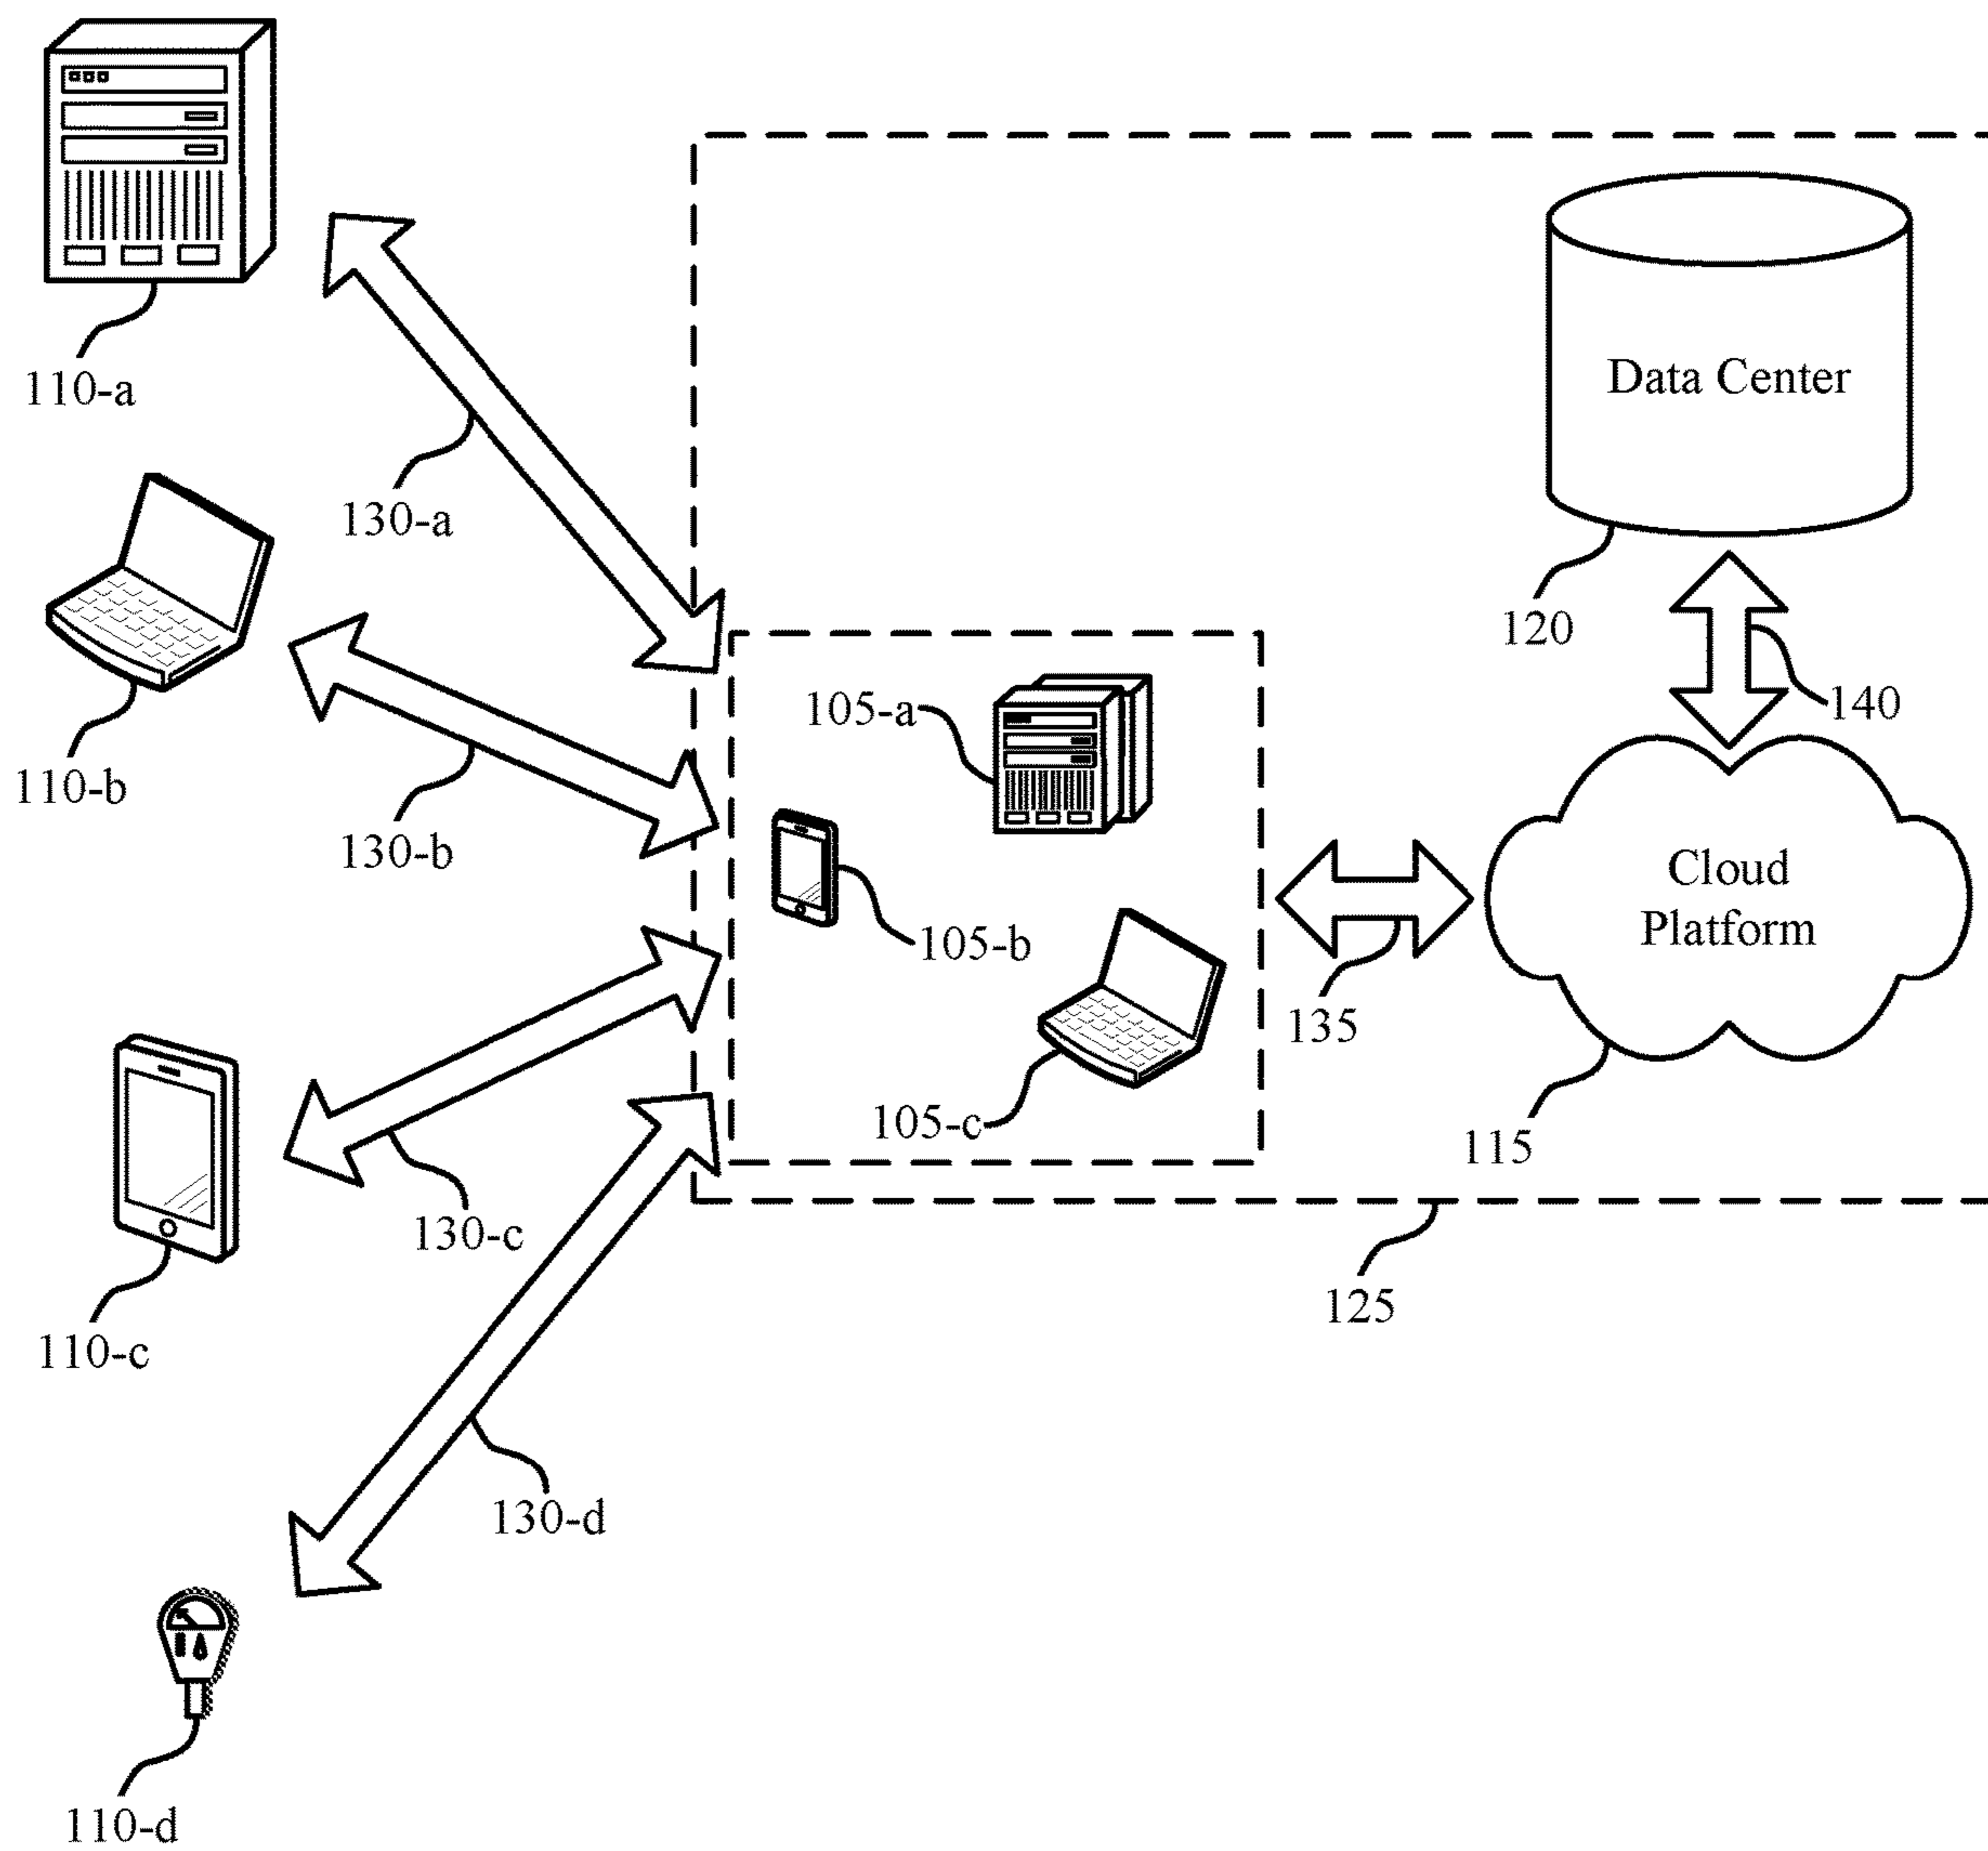 110-a
Data Center
130-a
120
105-a
140
110-b
130-b
Cloud
Platform
105-b
135
105-c
115
130-c
125
110-c
130-d
110-d